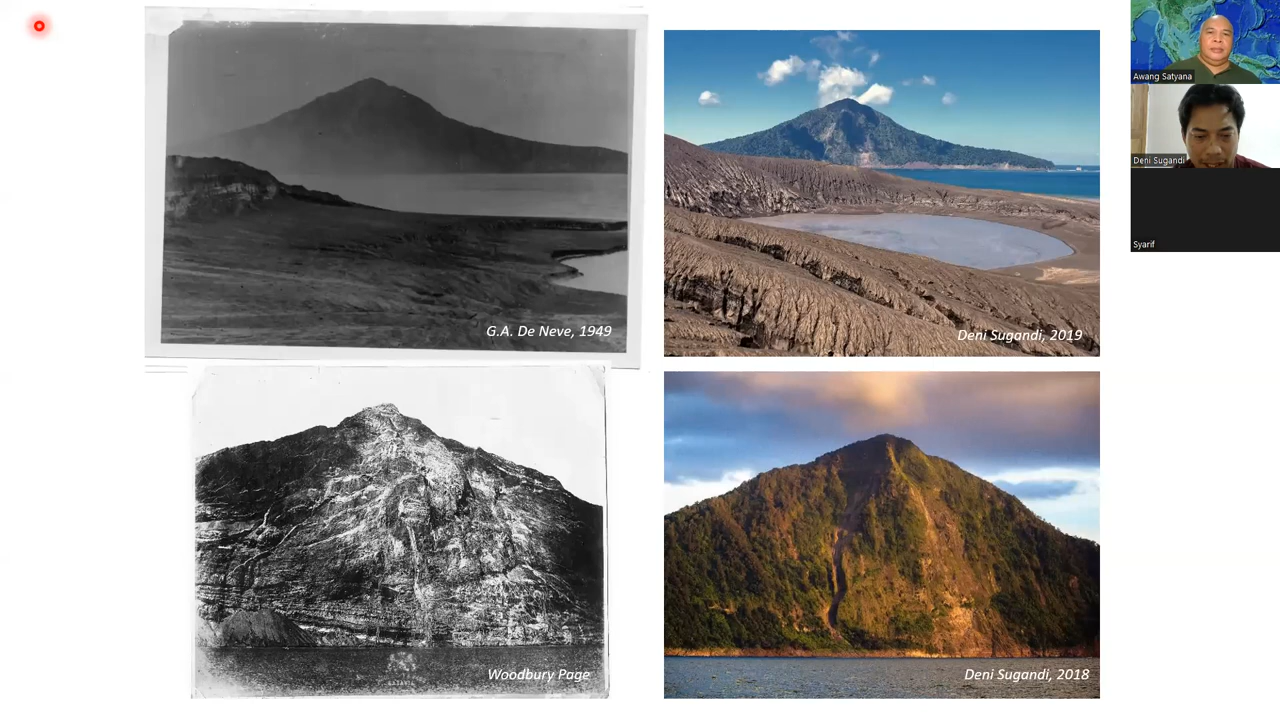 G.A. De Neve, 1949
Deni Sugandi, 2019
Woodbury Page
Deni Sugandi, 2018
Awang Satyana
Deni Sugandi
Syarif